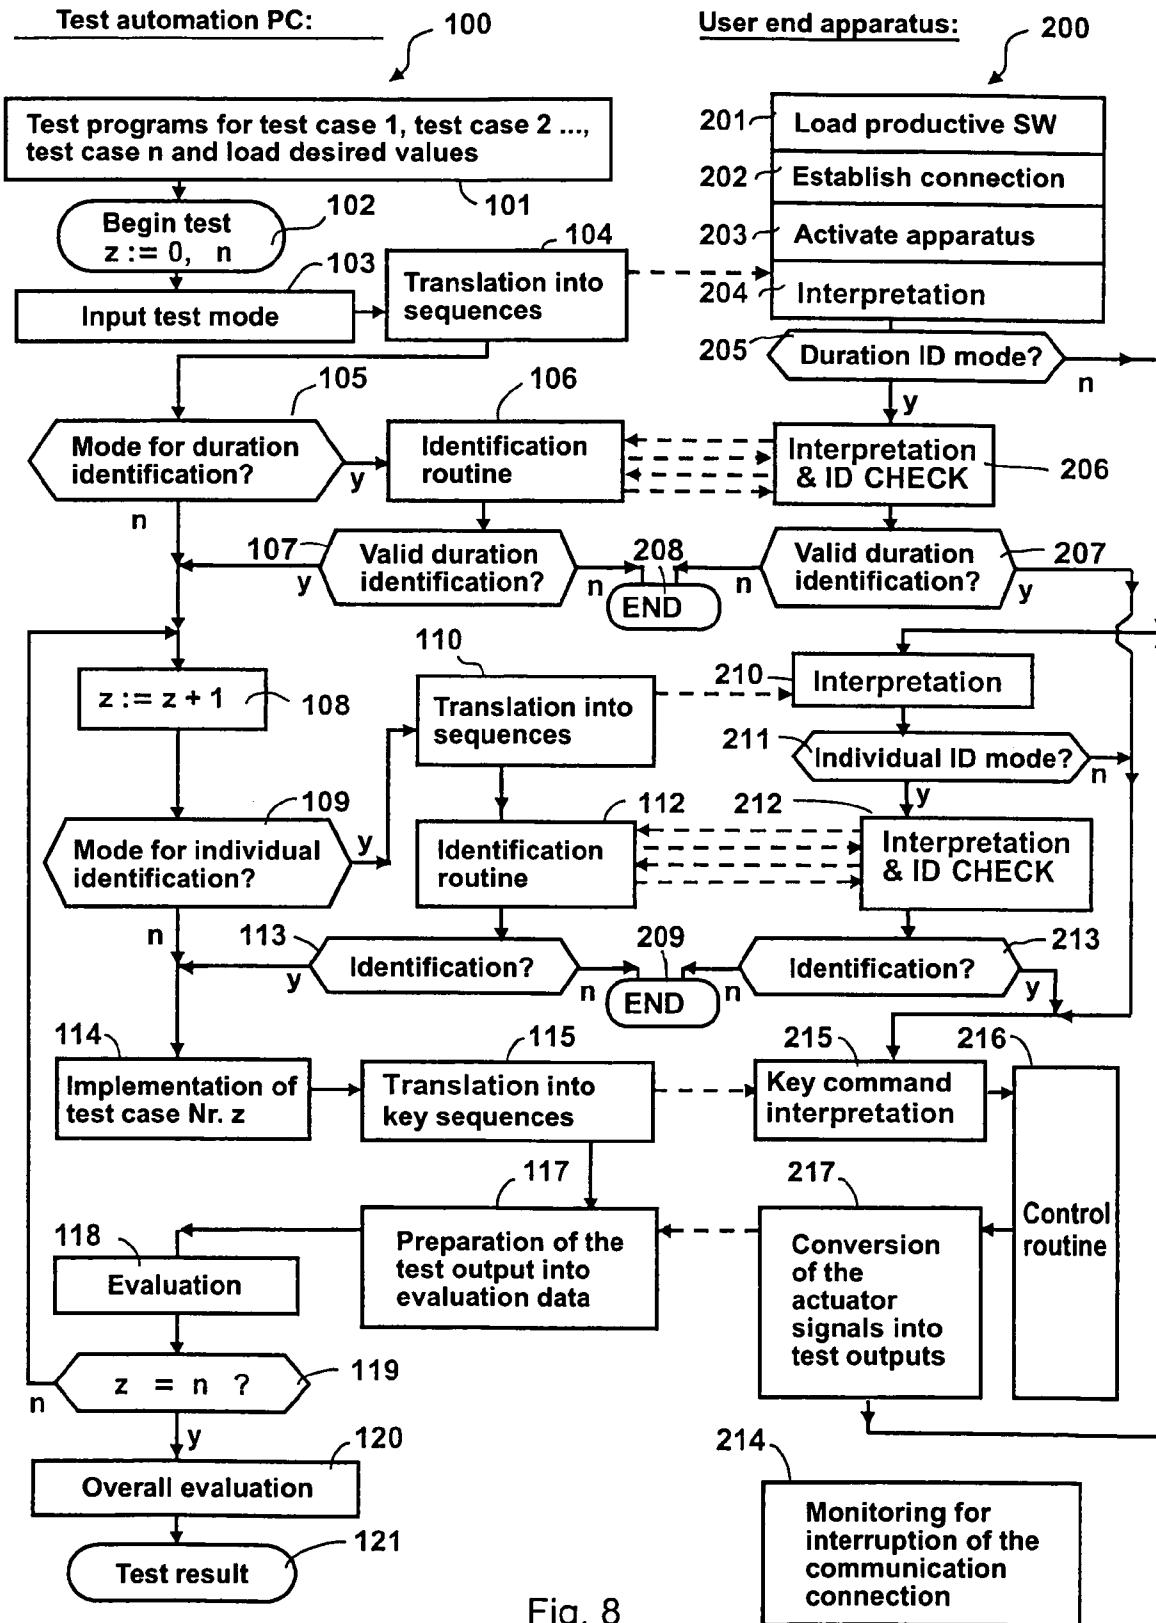 Test automation PC:
100
User end apparatus:
200
Test programs for test case 1, test case 2 ...,
test case n and load desired values
101
201
Load productive SW
202
Establish connection
203
Activate apparatus
204
Interpretation
Begin test
z := 0, n
102
103
Input test mode
104
Translation into
sequences
205
Duration ID mode?
n
y
105
Mode for duration
identification?
y
n
106
Identification
routine
Interpretation
& ID CHECK
206
107
Valid duration
identification?
y
n
208
END
Valid duration
identification?
n
y
207
z := z + 1
108
110
Translation into
sequences
210
Interpretation
211
Individual ID mode?
n
y
109
Mode for individual
identification?
y
n
112
Identification
routine
212
Interpretation
& ID CHECK
113
Identification?
y
n
209
END
Identification?
n
y
213
114
Implementation of
test case Nr. z
115
Translation into
key sequences
215
Key command
interpretation
216
Control
routine
117
Preparation of the
test output into
evaluation data
217
Conversion
of the
actuator
signals into
test outputs
118
Evaluation
z = n ?
119
n
y
120
Overall evaluation
Test result
121
214
Monitoring for
interruption of the
communication
connection
Fig. 8